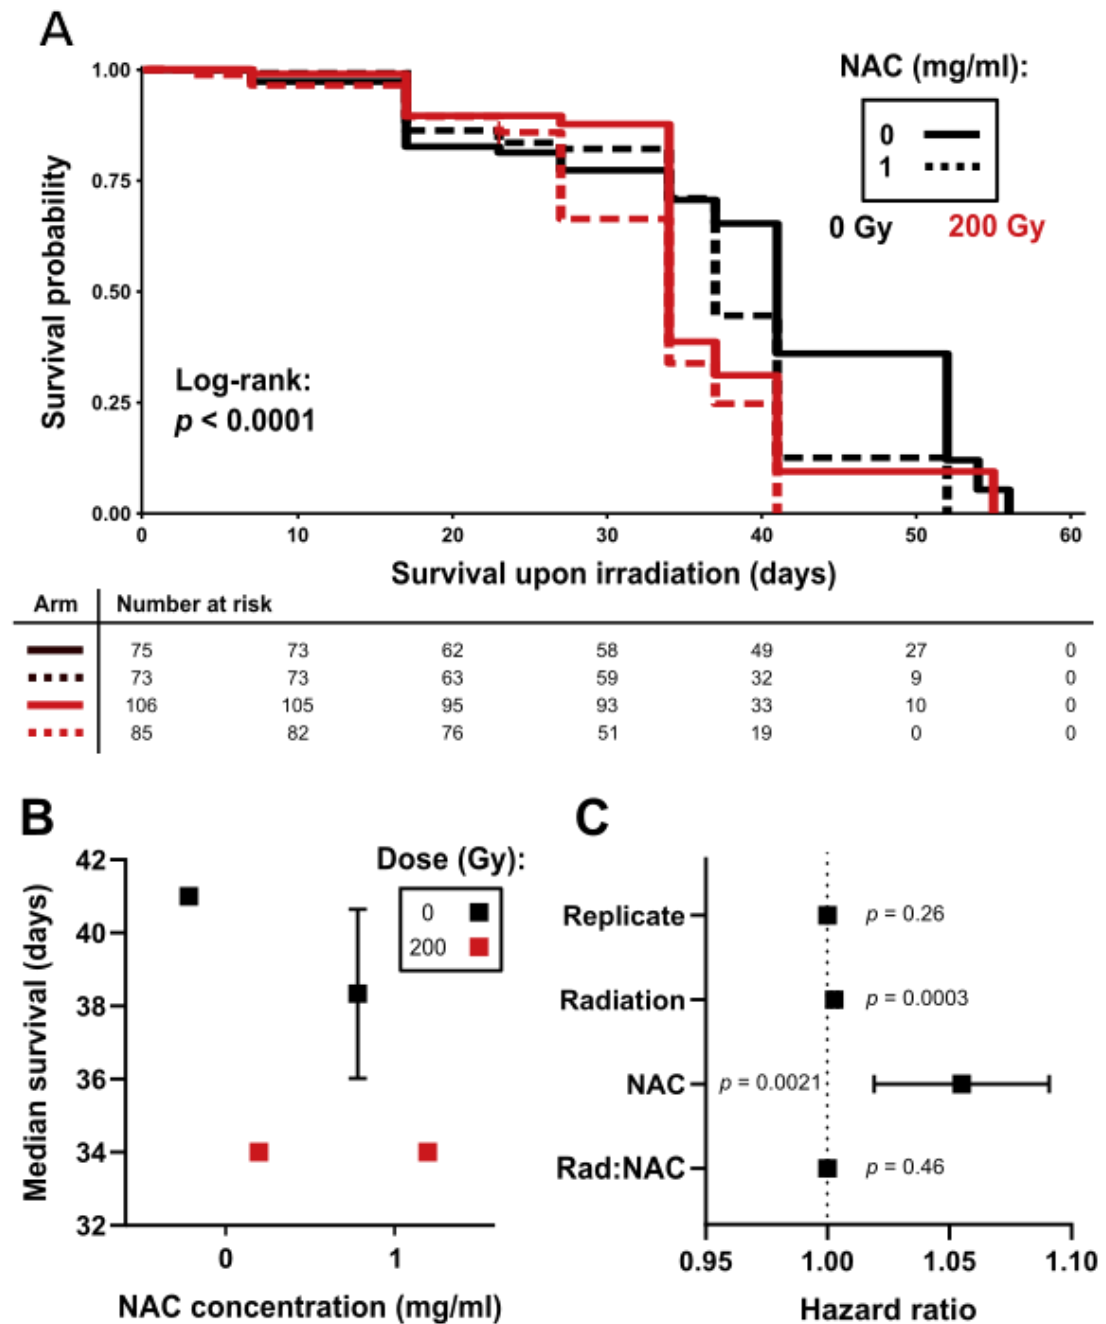 A
NAC (mg/ml):
0
1
0 Gy 200 Gy
Survival probability
1.00
0.75
0.50
0.25
0.00
Log-rank:
p < 0.0001
0 10 20 30 40 50 60
Survival upon irradiation (days)
Arm Number at risk
75 73 62 58 49 27 0
73 73 63 59 32 9 0
106 105 95 93 33 10 0
85 82 76 51 19 0 0
B
Dose (Gy):
0
200
Median survival (days)
42
40
38
36
34
32
0 1
NAC concentration (mg/ml)
C
Replicate p = 0.26
Radiation p = 0.0003
NAC p = 0.0021
Rad:NAC p = 0.46
0.95 1.00 1.05 1.10
Hazard ratio